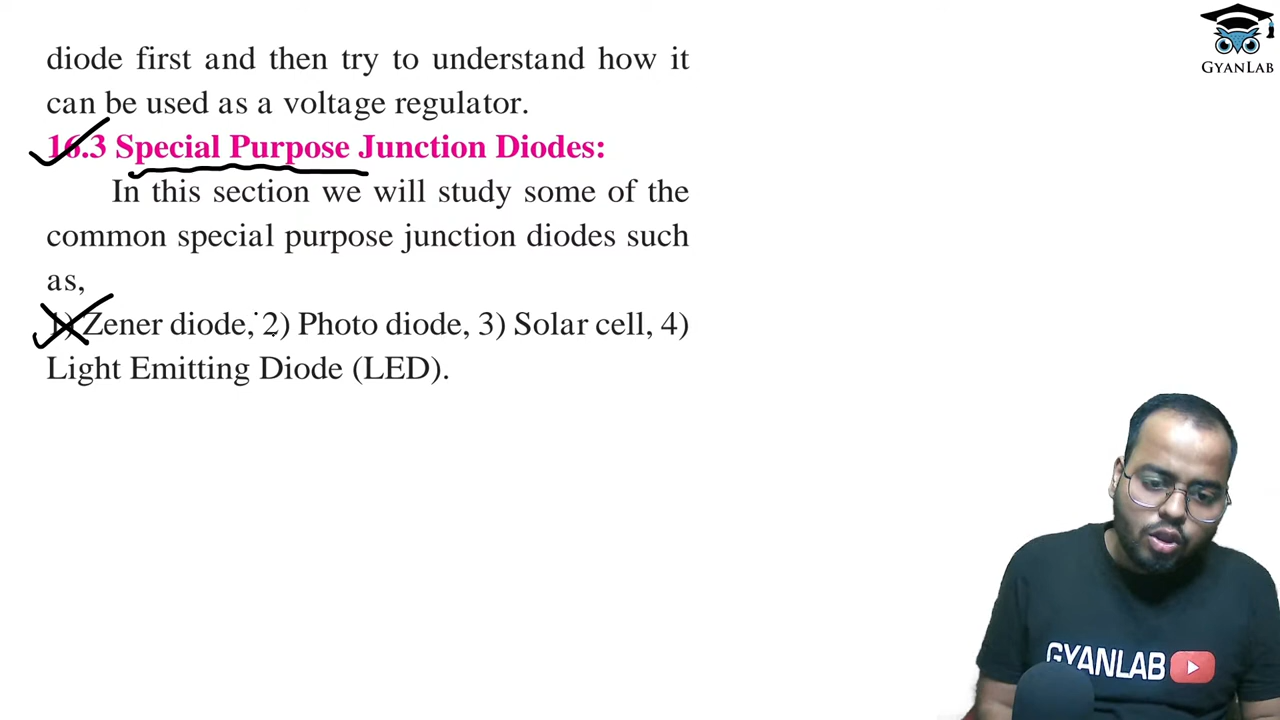 diode first and then try to understand how it
can be used as a voltage regulator.
16.3 Special Purpose Junction Diodes:
In this section we will study some of the
common special purpose junction diodes such
as,
1) Zener diode, 2) Photo diode, 3) Solar cell, 4)
Light Emitting Diode (LED).
GYANLAB
GYANLAB